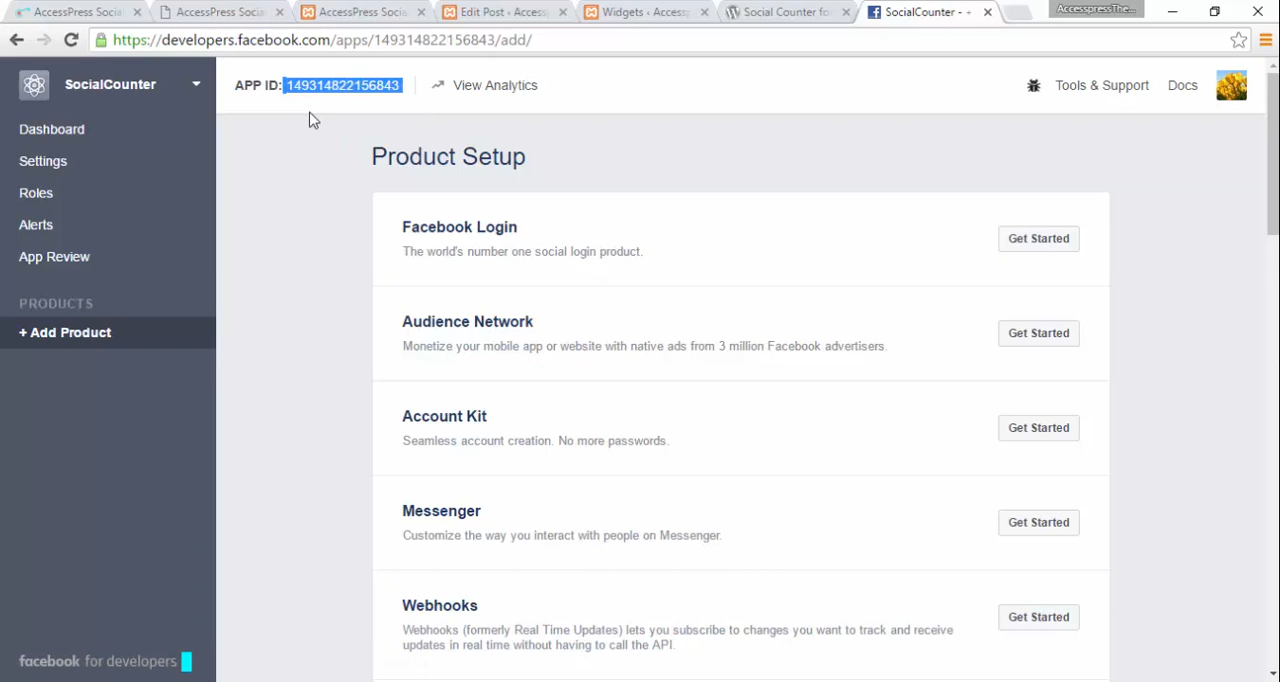 AccessPress Socia
AccessPress Socia
AccessPress Socia
Edit Post ‹ Access
Widgets ‹ Accessp
Social Counter fo
SocialCounter - +
AccesspressThe...
https://developers.facebook.com/apps/149314822156843/add/
SocialCounter
APP ID: 149314822156843
View Analytics
Tools & Support
Docs
Dashboard
Settings
Roles
Alerts
App Review
PRODUCTS
+ Add Product
Product Setup
Facebook Login
The world's number one social login product.
Get Started
Audience Network
Monetize your mobile app or website with native ads from 3 million Facebook advertisers.
Get Started
Account Kit
Seamless account creation. No more passwords.
Get Started
Messenger
Customize the way you interact with people on Messenger.
Get Started
Webhooks
Webhooks (formerly Real Time Updates) lets you subscribe to changes you want to track and receive
updates in real time without having to call the API.
Get Started
facebook for developers